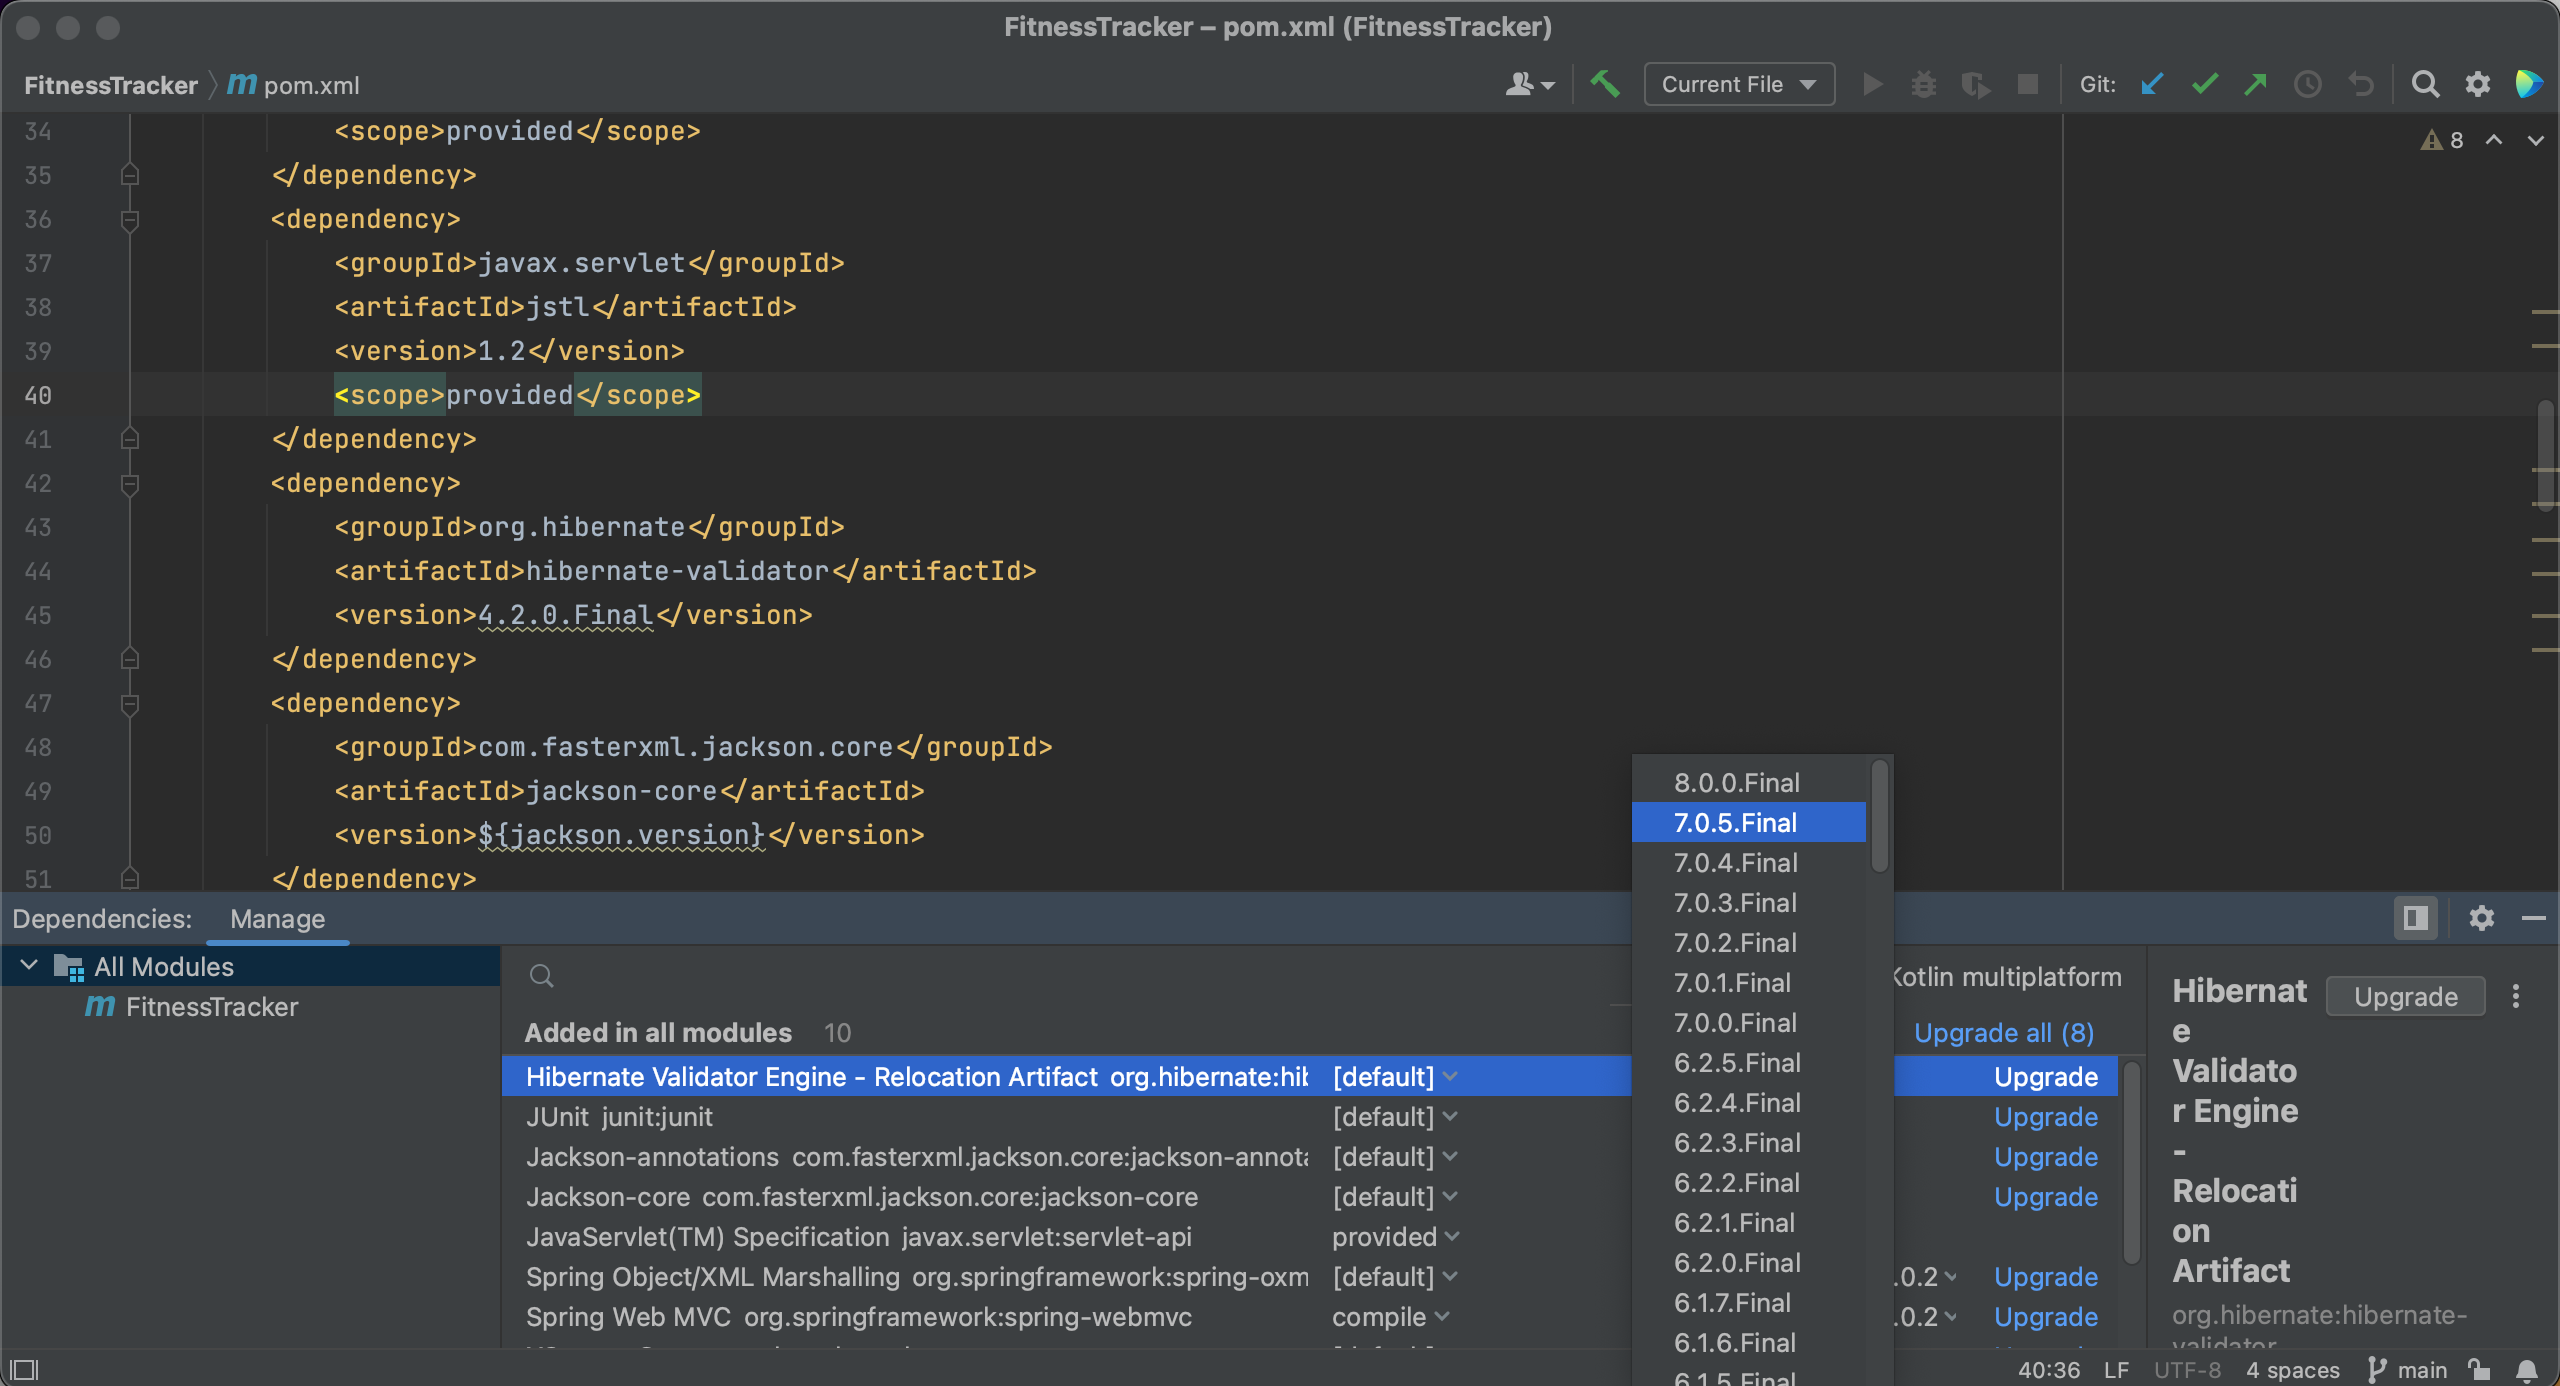 FitnessTracker – pom.xml (FitnessTracker)
FitnessTracker
m pom.xml
Current File
Git:
8
34 <scope>provided</scope>
35 </dependency>
36 <dependency>
37 <groupId>javax.servlet</groupId>
38 <artifactId>jstl</artifactId>
39 <version>1.2</version>
40 <scope>provided</scope>
41 </dependency>
42 <dependency>
43 <groupId>org.hibernate</groupId>
44 <artifactId>hibernate-validator</artifactId>
45 <version>4.2.0.Final</version>
46 </dependency>
47 <dependency>
48 <groupId>com.fasterxml.jackson.core</groupId>
49 <artifactId>jackson-core</artifactId>
50 <version>${jackson.version}</version>
51 </dependency>
8.0.0.Final
7.0.5.Final
7.0.4.Final
7.0.3.Final
7.0.2.Final
7.0.1.Final
7.0.0.Final
6.2.5.Final
6.2.4.Final
6.2.3.Final
6.2.2.Final
6.2.1.Final
6.2.0.Final
6.1.7.Final
6.1.6.Final
6.1.5.Final
Dependencies: Manage
All Modules
m FitnessTracker
Kotlin multiplatform
Added in all modules 10
Upgrade all (8)
Hibernate Validator Engine - Relocation Artifact org.hibernate:hib [default] Upgrade
JUnit junit:junit [default] Upgrade
Jackson-annotations com.fasterxml.jackson.core:jackson-annota [default] Upgrade
Jackson-core com.fasterxml.jackson.core:jackson-core [default] Upgrade
JavaServlet(TM) Specification javax.servlet:servlet-api provided
Spring Object/XML Marshalling org.springframework:spring-oxm [default] .0.2 Upgrade
Spring Web MVC org.springframework:spring-webmvc compile .0.2 Upgrade
Hibernat
e
Validato
r Engine
-
Relocati
on
Artifact
Upgrade
org.hibernate:hibernate-
validator
40:36 LF UTF-8 4 spaces main